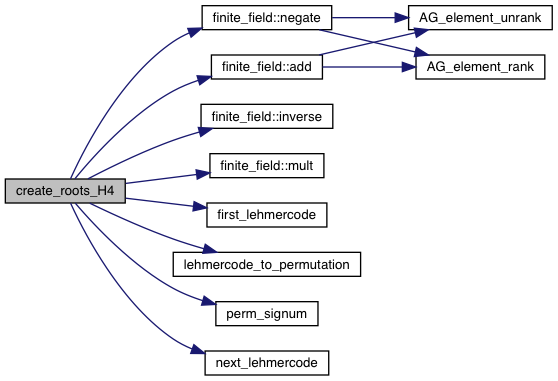 create_roots_H4
finite_field::negate
finite_field::add
finite_field::inverse
finite_field::mult
first_lehmercode
lehmercode_to_permutation
perm_signum
next_lehmercode
AG_element_unrank
AG_element_rank